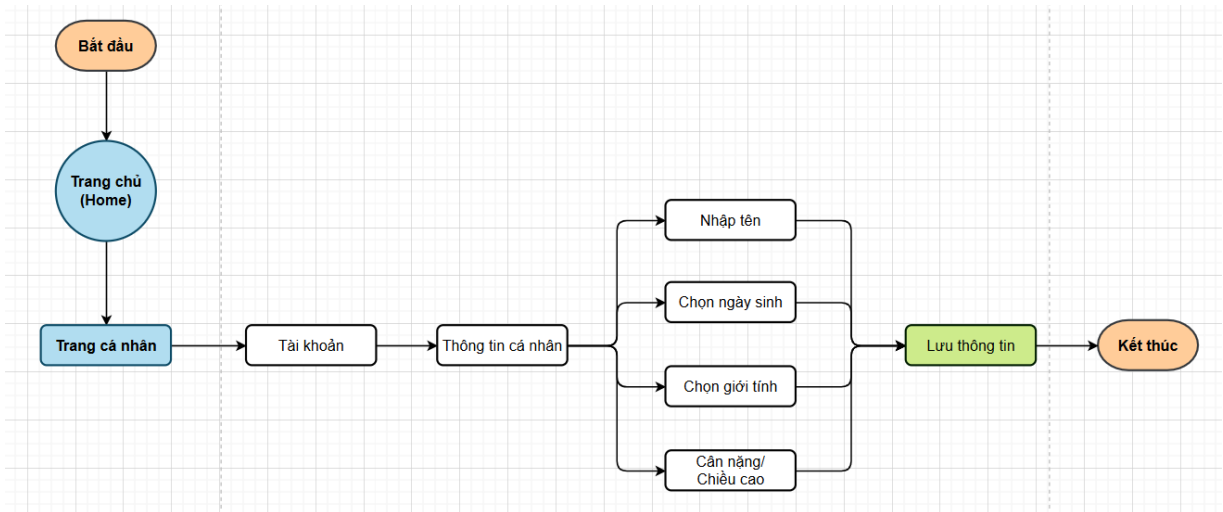 Bắt đầu
Trang chủ
(Home)
Trang cá nhân
Tài khoản
Thông tin cá nhân
Nhập tên
Chọn ngày sinh
Chọn giới tính
Cân nặng/
Chiều cao
Lưu thông tin
Kết thúc